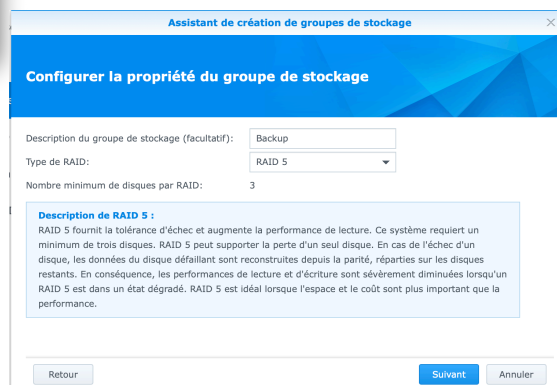 Assistant de création de groupes de stockage
Configurer la propriété du groupe de stockage
Description du groupe de stockage (facultatif): Backup
Type de RAID: RAID 5
Nombre minimum de disques par RAID: 3
Description de RAID 5 :
RAID 5 fournit la tolérance d'échec et augmente la performance de lecture. Ce système requiert un
minimum de trois disques. RAID 5 peut supporter la perte d'un seul disque. En cas de l'échec d'un
disque, les données du disque défaillant sont reconstruites depuis la parité, réparties sur les disques
restants. En conséquence, les performances de lecture et d'écriture sont sévèrement diminuées lorsqu'un
RAID 5 est dans un état dégradé. RAID 5 est idéal lorsque l'espace et le coût sont plus important que la
performance.
Retour Suivant Annuler